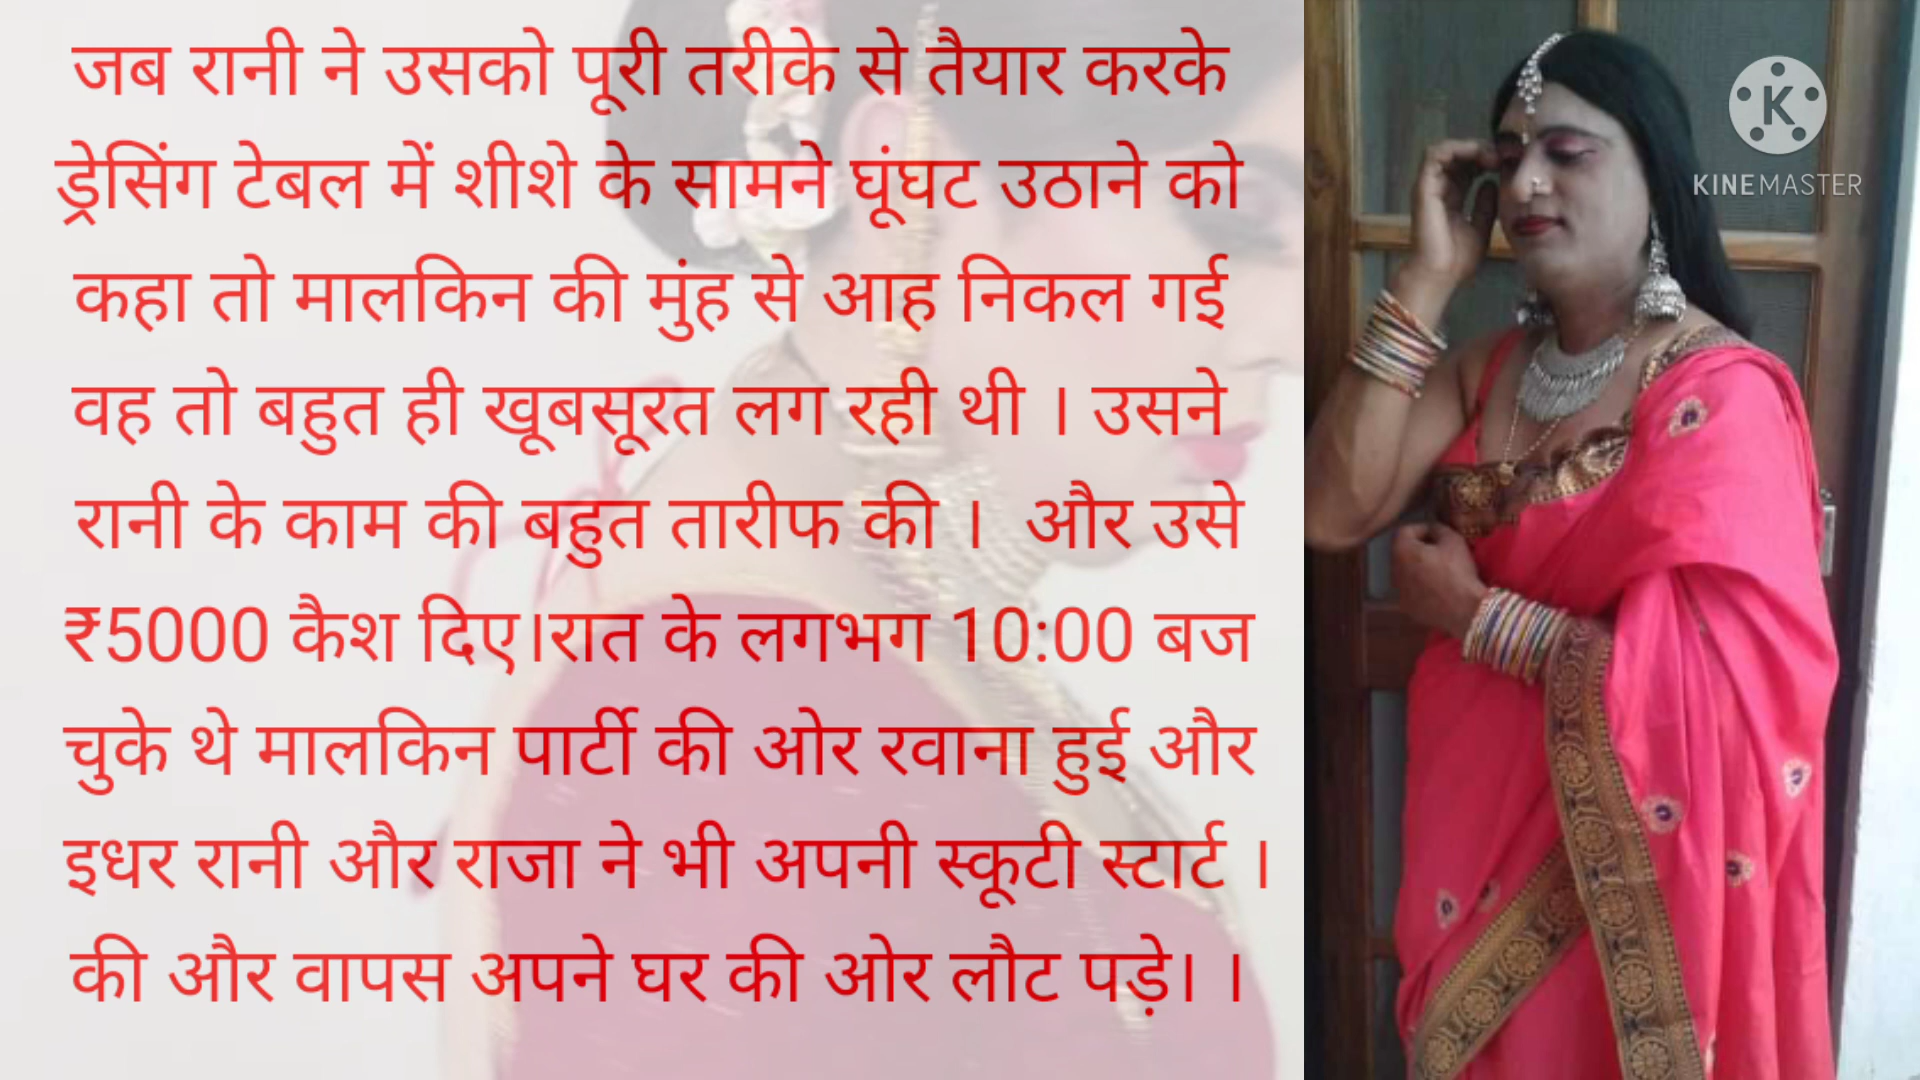 जब रानी ने उसको पूरी तरीके से तैयार करके
ड्रेसिंग टेबल में शीशे के सामने घूंघट उठाने को
कहा तो मालकिन की मुंह से आह निकल गई
वह तो बहुत ही खूबसूरत लग रही थी । उसने
रानी के काम की बहुत तारीफ की । और उसे
₹5000 कैश दिए।रात के लगभग 10:00 बज
चुके थे मालकिन पार्टी की ओर रवाना हुई और
इधर रानी और राजा ने भी अपनी स्कूटी स्टार्ट ।
की और वापस अपने घर की ओर लौट पड़े। ।
K
KINEMASTER